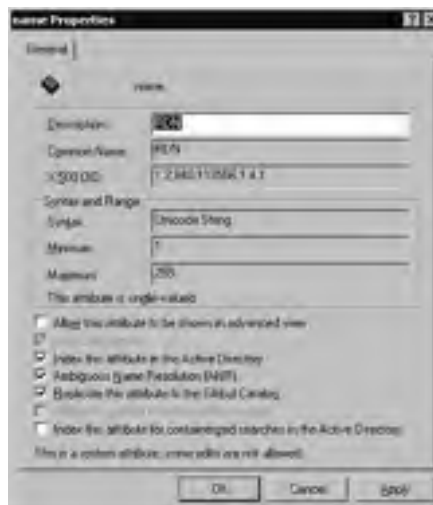 name Properties
General
name
Description: RDN
Common Name: RDN
X.500 OID: 1.2.840.113556.1.4.1
Syntax and Range
Syntax: Unicode String
Minimum: 1
Maximum: 255
This attribute is single-valued.
Allow this attribute to be shown in advanced view
Index this attribute in the Active Directory
Ambiguous Name Resolution (ANR)
Replicate this attribute to the Global Catalog
Index this attribute for containerized searches in the Active Directory
This is a system attribute, some edits are not allowed.
OK Cancel Apply